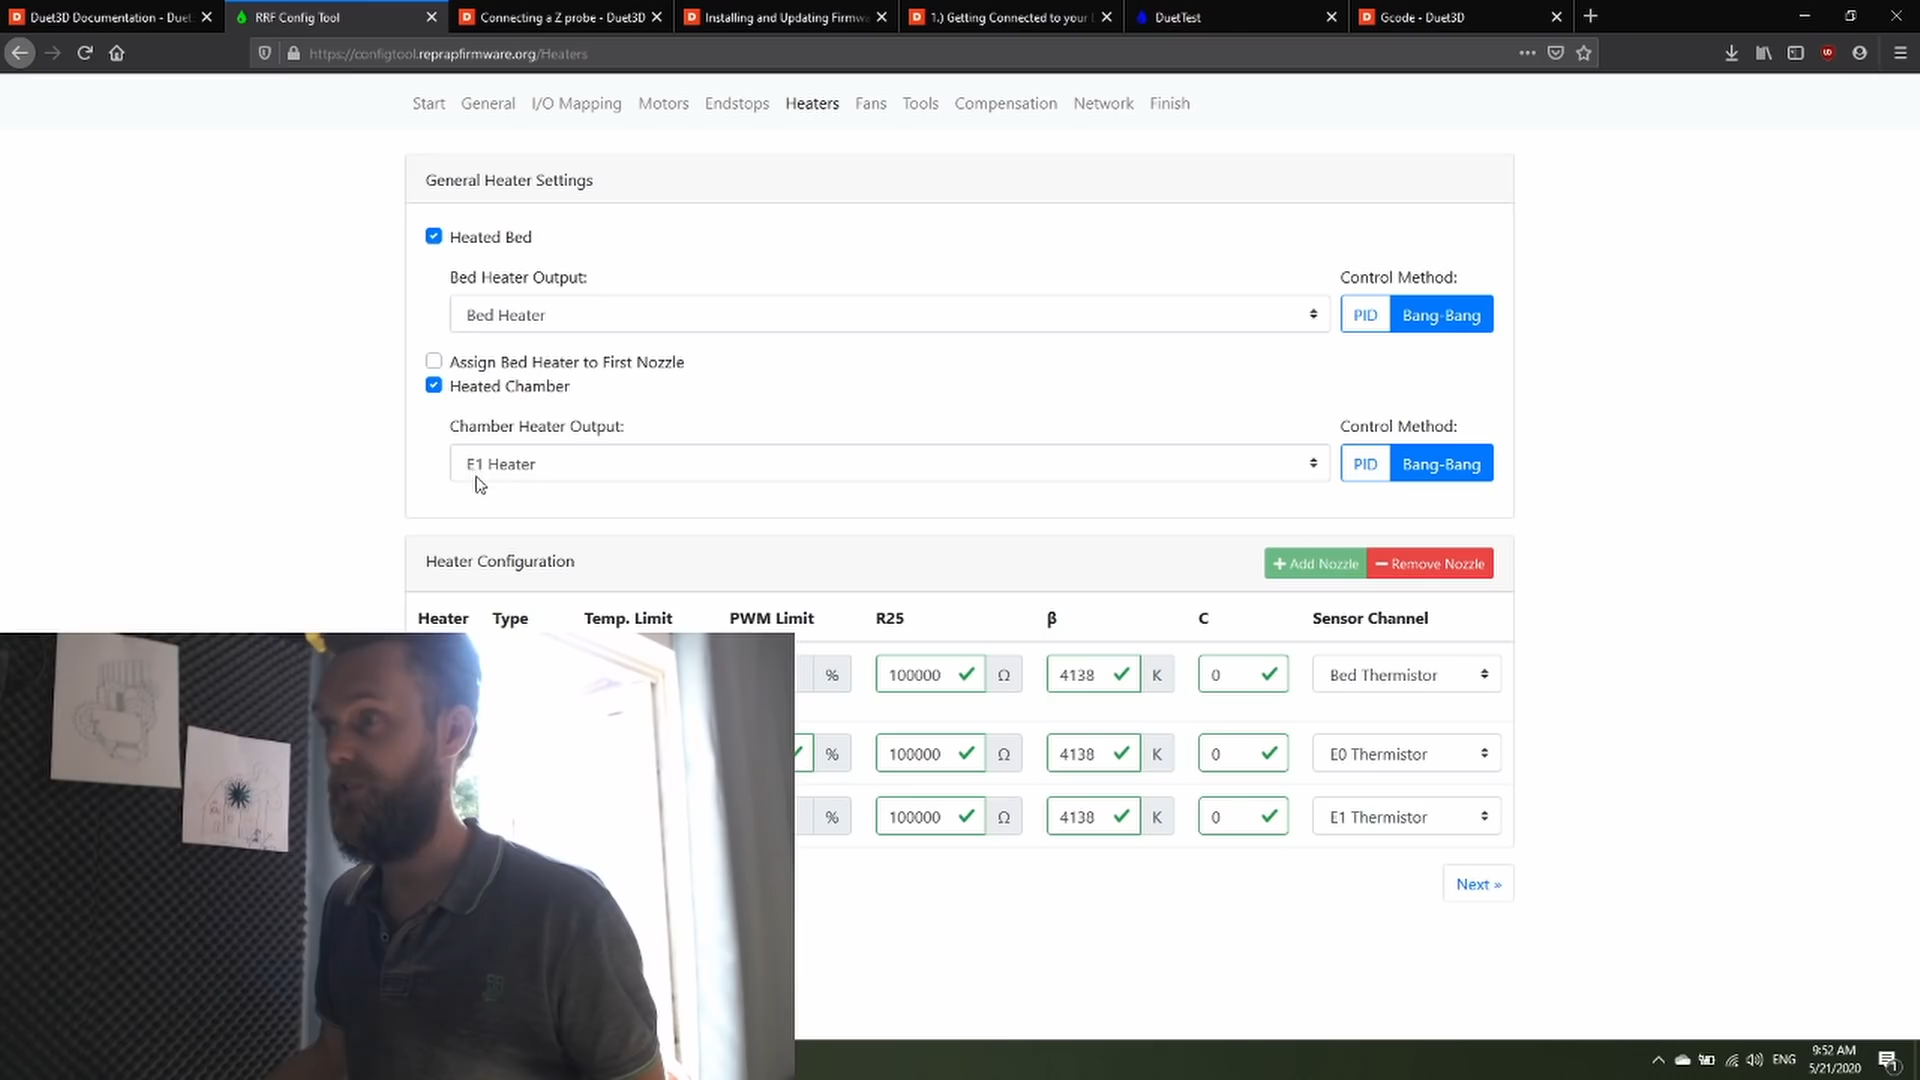 Duet3D Documentation - Duet
RRF Config Tool
Connecting a Z probe - Duet3D
Installing and Updating Firmw
1.) Getting Connected to your
DuetTest
Gcode - Duet3D
https://configtool.reprapfirmware.org/Heaters
Start General I/O Mapping Motors Endstops Heaters Fans Tools Compensation Network Finish
General Heater Settings
Heated Bed
Bed Heater Output: Control Method:
Bed Heater PID Bang-Bang
Assign Bed Heater to First Nozzle
Heated Chamber
Chamber Heater Output: Control Method:
E1 Heater PID Bang-Bang
Heater Configuration + Add Nozzle − Remove Nozzle
Heater Type Temp. Limit PWM Limit R25 β C Sensor Channel
% 100000 Ω 4138 K 0 Bed Thermistor
% 100000 Ω 4138 K 0 E0 Thermistor
% 100000 Ω 4138 K 0 E1 Thermistor
Next »
ENG
9:52 AM
5/21/2020